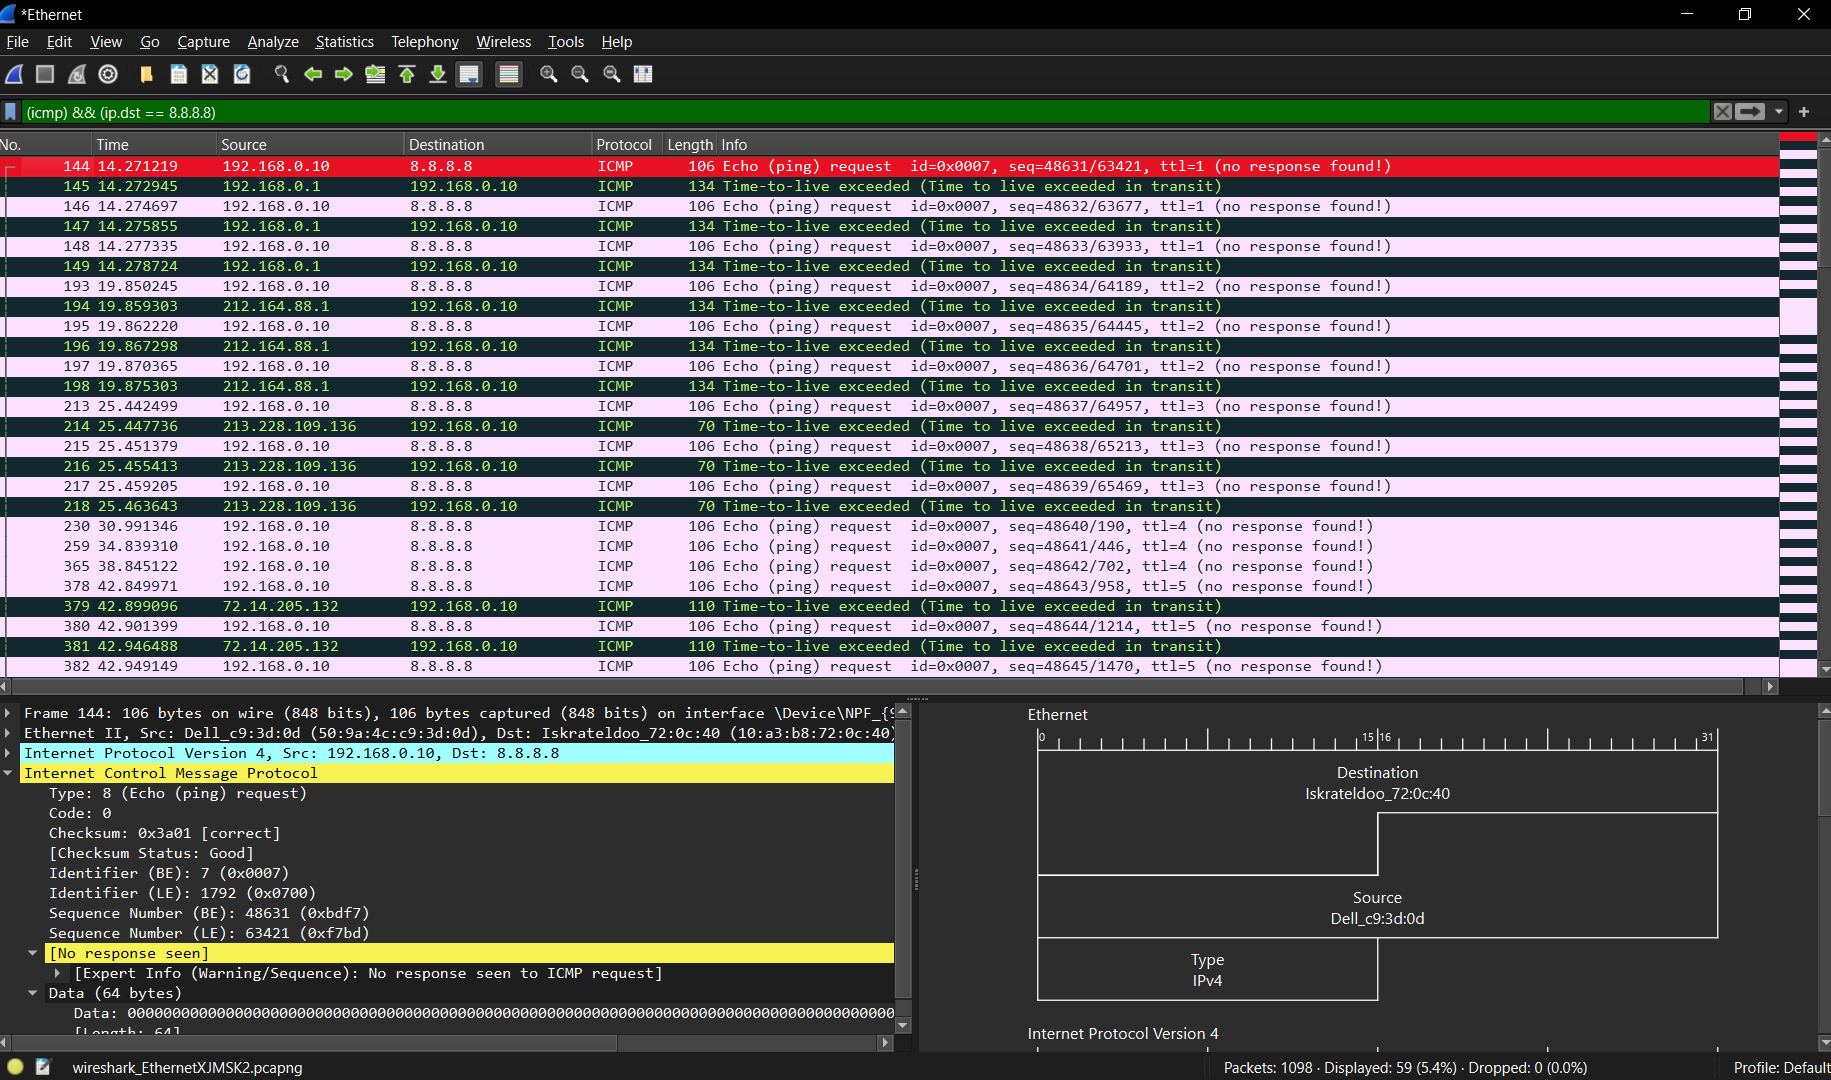 *Ethernet
File Edit View Go Capture Analyze Statistics Telephony Wireless Tools Help
(icmp) && (ip.dst == 8.8.8.8)
No. Time Source Destination Protocol Length Info
144 14.271219 192.168.0.10 8.8.8.8 ICMP 106 Echo (ping) request id=0x0007, seq=48631/63421, ttl=1 (no response found!)
145 14.272945 192.168.0.1 192.168.0.10 ICMP 134 Time-to-live exceeded (Time to live exceeded in transit)
146 14.274697 192.168.0.10 8.8.8.8 ICMP 106 Echo (ping) request id=0x0007, seq=48632/63677, ttl=1 (no response found!)
147 14.275855 192.168.0.1 192.168.0.10 ICMP 134 Time-to-live exceeded (Time to live exceeded in transit)
148 14.277335 192.168.0.10 8.8.8.8 ICMP 106 Echo (ping) request id=0x0007, seq=48633/63933, ttl=1 (no response found!)
149 14.278724 192.168.0.1 192.168.0.10 ICMP 134 Time-to-live exceeded (Time to live exceeded in transit)
193 19.850245 192.168.0.10 8.8.8.8 ICMP 106 Echo (ping) request id=0x0007, seq=48634/64189, ttl=2 (no response found!)
194 19.859303 212.164.88.1 192.168.0.10 ICMP 134 Time-to-live exceeded (Time to live exceeded in transit)
195 19.862220 192.168.0.10 8.8.8.8 ICMP 106 Echo (ping) request id=0x0007, seq=48635/64445, ttl=2 (no response found!)
196 19.867298 212.164.88.1 192.168.0.10 ICMP 134 Time-to-live exceeded (Time to live exceeded in transit)
197 19.870365 192.168.0.10 8.8.8.8 ICMP 106 Echo (ping) request id=0x0007, seq=48636/64701, ttl=2 (no response found!)
198 19.875303 212.164.88.1 192.168.0.10 ICMP 134 Time-to-live exceeded (Time to live exceeded in transit)
213 25.442499 192.168.0.10 8.8.8.8 ICMP 106 Echo (ping) request id=0x0007, seq=48637/64957, ttl=3 (no response found!)
214 25.447736 213.228.109.136 192.168.0.10 ICMP 70 Time-to-live exceeded (Time to live exceeded in transit)
215 25.451379 192.168.0.10 8.8.8.8 ICMP 106 Echo (ping) request id=0x0007, seq=48638/65213, ttl=3 (no response found!)
216 25.455413 213.228.109.136 192.168.0.10 ICMP 70 Time-to-live exceeded (Time to live exceeded in transit)
217 25.459205 192.168.0.10 8.8.8.8 ICMP 106 Echo (ping) request id=0x0007, seq=48639/65469, ttl=3 (no response found!)
218 25.463643 213.228.109.136 192.168.0.10 ICMP 70 Time-to-live exceeded (Time to live exceeded in transit)
230 30.991346 192.168.0.10 8.8.8.8 ICMP 106 Echo (ping) request id=0x0007, seq=48640/190, ttl=4 (no response found!)
259 34.839310 192.168.0.10 8.8.8.8 ICMP 106 Echo (ping) request id=0x0007, seq=48641/446, ttl=4 (no response found!)
365 38.845122 192.168.0.10 8.8.8.8 ICMP 106 Echo (ping) request id=0x0007, seq=48642/702, ttl=4 (no response found!)
378 42.849971 192.168.0.10 8.8.8.8 ICMP 106 Echo (ping) request id=0x0007, seq=48643/958, ttl=5 (no response found!)
379 42.899096 72.14.205.132 192.168.0.10 ICMP 110 Time-to-live exceeded (Time to live exceeded in transit)
380 42.901399 192.168.0.10 8.8.8.8 ICMP 106 Echo (ping) request id=0x0007, seq=48644/1214, ttl=5 (no response found!)
381 42.946488 72.14.205.132 192.168.0.10 ICMP 110 Time-to-live exceeded (Time to live exceeded in transit)
382 42.949149 192.168.0.10 8.8.8.8 ICMP 106 Echo (ping) request id=0x0007, seq=48645/1470, ttl=5 (no response found!)
Frame 144: 106 bytes on wire (848 bits), 106 bytes captured (848 bits) on interface \Device\NPF_{9
Ethernet II, Src: Dell_c9:3d:0d (50:9a:4c:c9:3d:0d), Dst: Iskrateldoo_72:0c:40 (10:a3:b8:72:0c:40)
Internet Protocol Version 4, Src: 192.168.0.10, Dst: 8.8.8.8
Internet Control Message Protocol
Type: 8 (Echo (ping) request)
Code: 0
Checksum: 0x3a01 [correct]
[Checksum Status: Good]
Identifier (BE): 7 (0x0007)
Identifier (LE): 1792 (0x0700)
Sequence Number (BE): 48631 (0xbdf7)
Sequence Number (LE): 63421 (0xf7bd)
[No response seen]
[Expert Info (Warning/Sequence): No response seen to ICMP request]
Data (64 bytes)
Data: 00000000000000000000000000000000000000000000000000000000000000000000000000000000000000
[Length: 64]
Ethernet
0 15 16 31
Destination
Iskrateldoo_72:0c:40
Source
Dell_c9:3d:0d
Type
IPv4
Internet Protocol Version 4
wireshark_EthernetXJMSK2.pcapng
Packets: 1098 · Displayed: 59 (5.4%) · Dropped: 0 (0.0%)
Profile: Default